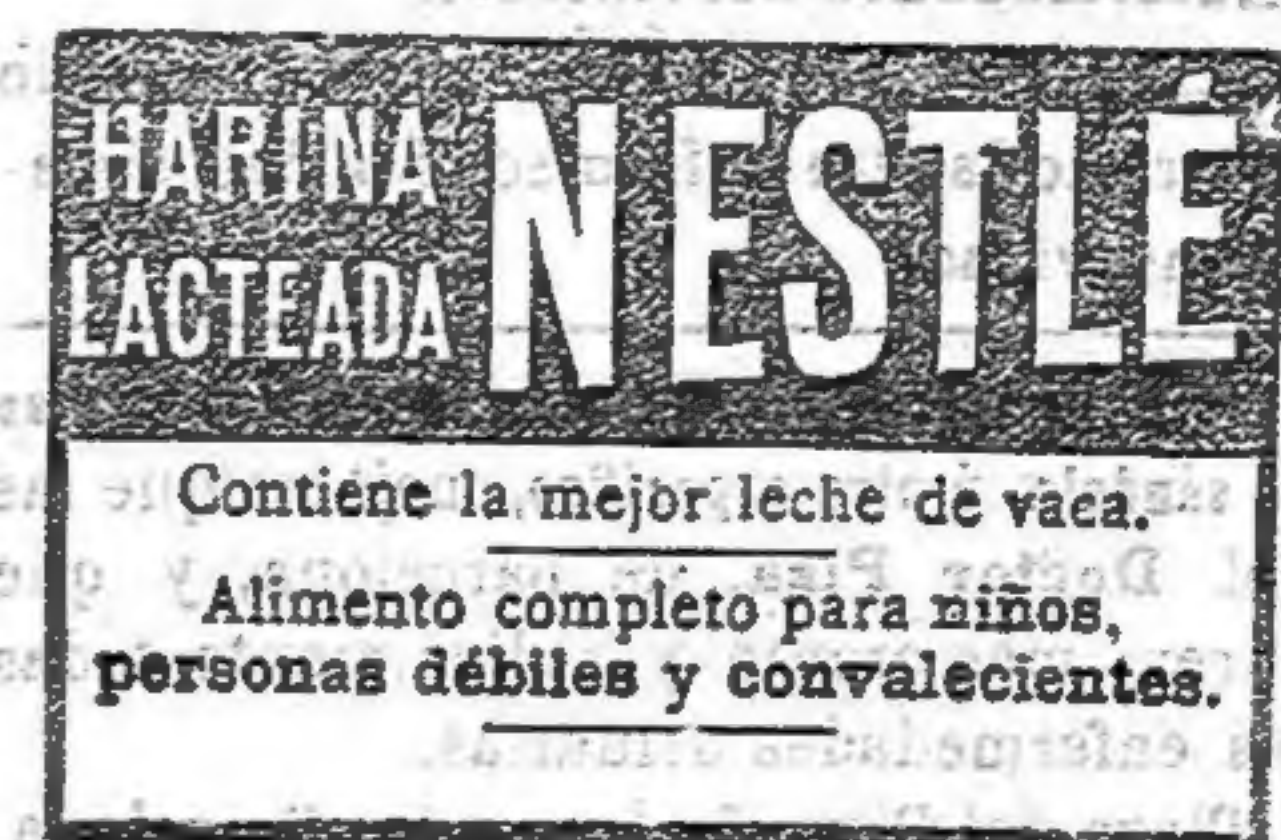 HARINA
LACTEADA
NESTLÉ
Contiene la mejor leche de vaca.
Alimento completo para niños,
personas débiles y convalecientes.